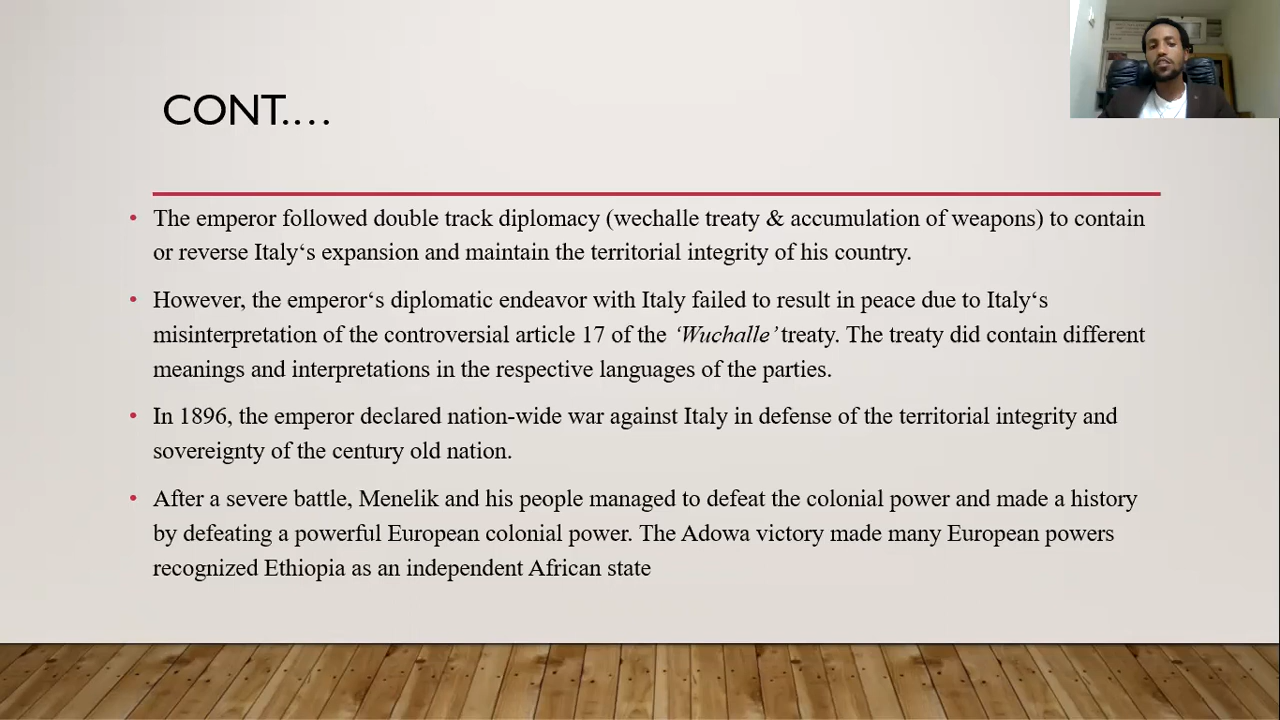 CONT.…
• The emperor followed double track diplomacy (wechalle treaty & accumulation of weapons) to contain
or reverse Italy‘s expansion and maintain the territorial integrity of his country.
• However, the emperor‘s diplomatic endeavor with Italy failed to result in peace due to Italy‘s
misinterpretation of the controversial article 17 of the ‘Wuchalle’ treaty. The treaty did contain different
meanings and interpretations in the respective languages of the parties.
• In 1896, the emperor declared nation-wide war against Italy in defense of the territorial integrity and
sovereignty of the century old nation.
• After a severe battle, Menelik and his people managed to defeat the colonial power and made a history
by defeating a powerful European colonial power. The Adowa victory made many European powers
recognized Ethiopia as an independent African state